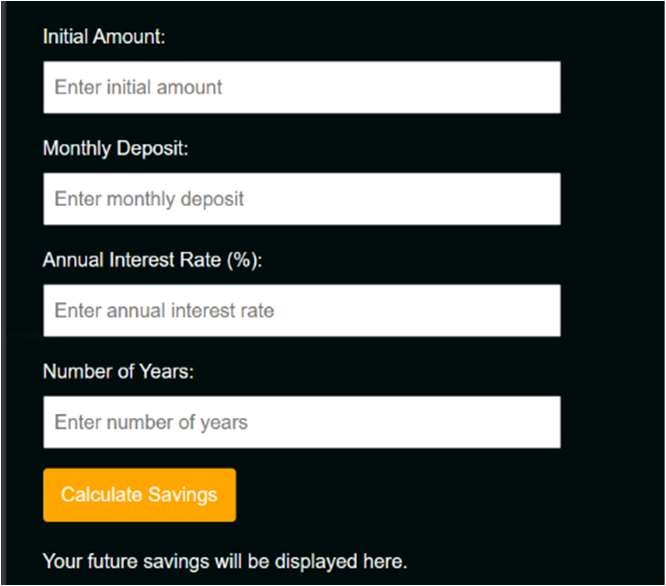 Initial Amount:
Enter initial amount
Monthly Deposit:
Enter monthly deposit
Annual Interest Rate (%):
Enter annual interest rate
Number of Years:
Enter number of years
Calculate Savings
Your future savings will be displayed here.